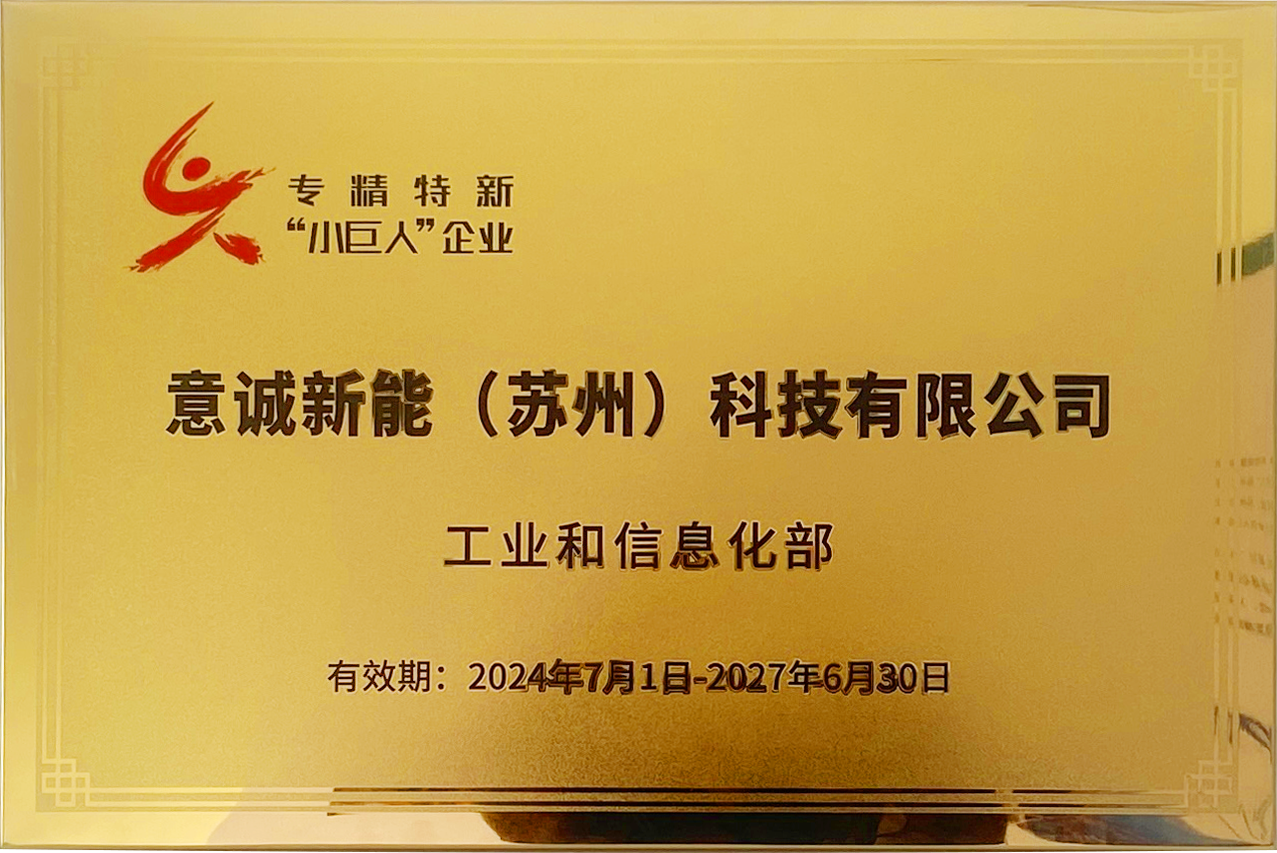 专精特新
“小巨人”企业
意诚新能（苏州）科技有限公司
工业和信息化部
有效期：2024年7月1日-2027年6月30日